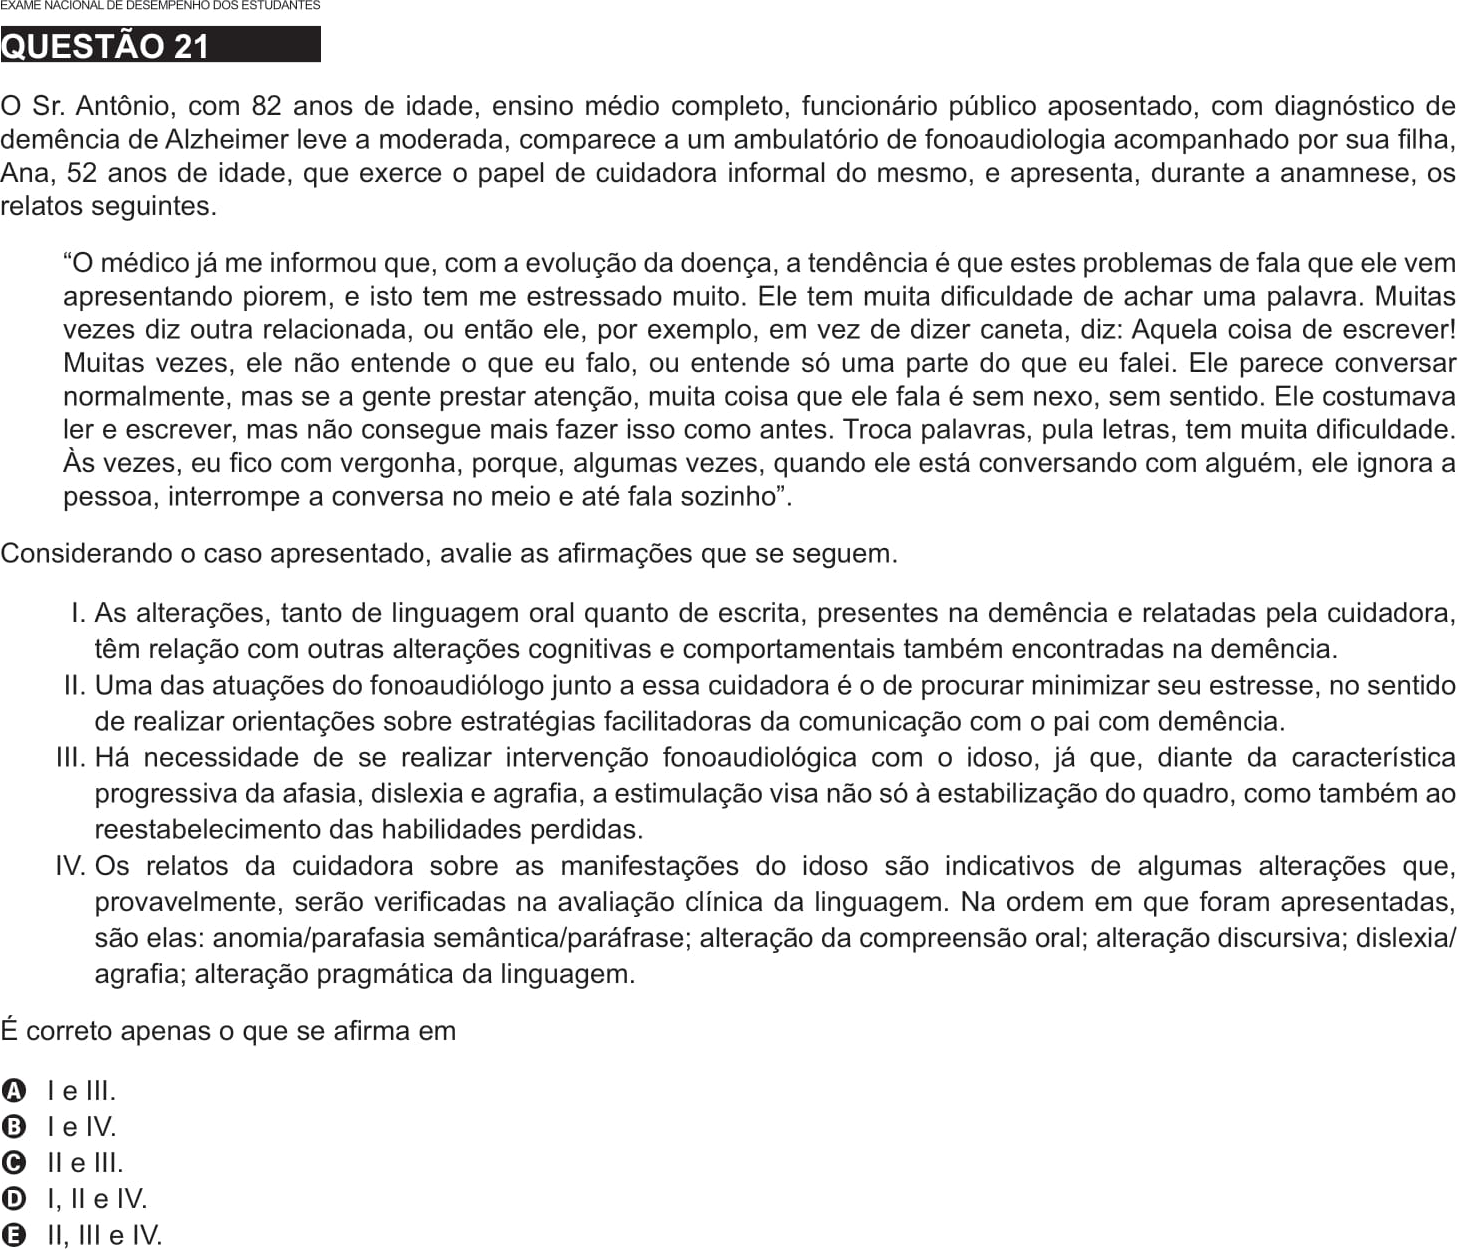 EXAME NACIONAL DE DESEMPENHO DOS ESTUDANTES
QUESTÃO 21
O Sr. Antônio, com 82 anos de idade, ensino médio completo, funcionário público aposentado, com diagnóstico de
demência de Alzheimer leve a moderada, comparece a um ambulatório de fonoaudiologia acompanhado por sua filha,
Ana, 52 anos de idade, que exerce o papel de cuidadora informal do mesmo, e apresenta, durante a anamnese, os
relatos seguintes.
“O médico já me informou que, com a evolução da doença, a tendência é que estes problemas de fala que ele vem
apresentando piorem, e isto tem me estressado muito. Ele tem muita dificuldade de achar uma palavra. Muitas
vezes diz outra relacionada, ou então ele, por exemplo, em vez de dizer caneta, diz: Aquela coisa de escrever!
Muitas vezes, ele não entende o que eu falo, ou entende só uma parte do que eu falei. Ele parece conversar
normalmente, mas se a gente prestar atenção, muita coisa que ele fala é sem nexo, sem sentido. Ele costumava
ler e escrever, mas não consegue mais fazer isso como antes. Troca palavras, pula letras, tem muita dificuldade.
Às vezes, eu fico com vergonha, porque, algumas vezes, quando ele está conversando com alguém, ele ignora a
pessoa, interrompe a conversa no meio e até fala sozinho”.
Considerando o caso apresentado, avalie as afirmações que se seguem.
I. As alterações, tanto de linguagem oral quanto de escrita, presentes na demência e relatadas pela cuidadora,
têm relação com outras alterações cognitivas e comportamentais também encontradas na demência.
II. Uma das atuações do fonoaudiólogo junto a essa cuidadora é o de procurar minimizar seu estresse, no sentido
de realizar orientações sobre estratégias facilitadoras da comunicação com o pai com demência.
III. Há necessidade de se realizar intervenção fonoaudiológica com o idoso, já que, diante da característica
progressiva da afasia, dislexia e agrafia, a estimulação visa não só à estabilização do quadro, como também ao
reestabelecimento das habilidades perdidas.
IV. Os relatos da cuidadora sobre as manifestações do idoso são indicativos de algumas alterações que,
provavelmente, serão verificadas na avaliação clínica da linguagem. Na ordem em que foram apresentadas,
são elas: anomia/parafasia semântica/paráfrase; alteração da compreensão oral; alteração discursiva; dislexia/
agrafia; alteração pragmática da linguagem.
É correto apenas o que se afirma em
A I e III.
B I e IV.
C II e III.
D I, II e IV.
E II, III e IV.